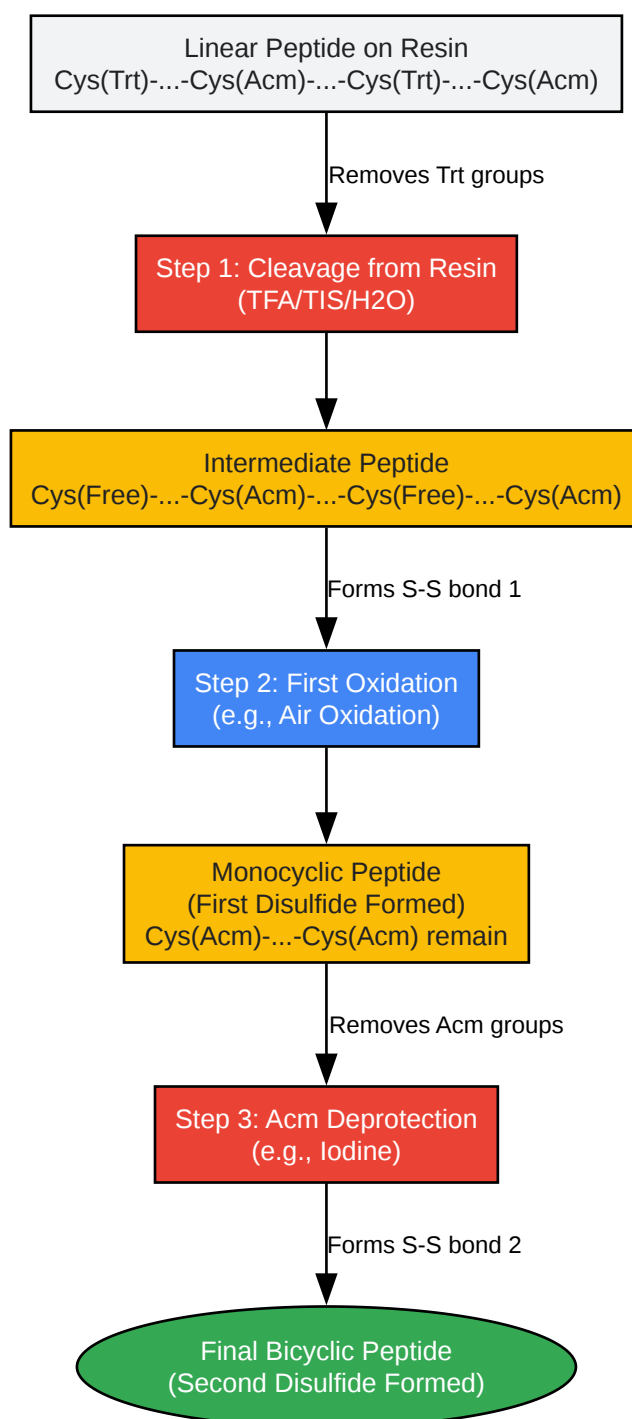 Linear Peptide on Resin
Cys(Trt)-...-Cys(Acm)-...-Cys(Trt)-...-Cys(Acm)
Removes Trt groups
Step 1: Cleavage from Resin
(TFA/TIS/H2O)
Intermediate Peptide
Cys(Free)-...-Cys(Acm)-...-Cys(Free)-...-Cys(Acm)
Forms S-S bond 1
Step 2: First Oxidation
(e.g., Air Oxidation)
Monocyclic Peptide
(First Disulfide Formed)
Cys(Acm)-...-Cys(Acm) remain
Removes Acm groups
Step 3: Acm Deprotection
(e.g., Iodine)
Forms S-S bond 2
Final Bicyclic Peptide
(Second Disulfide Formed)